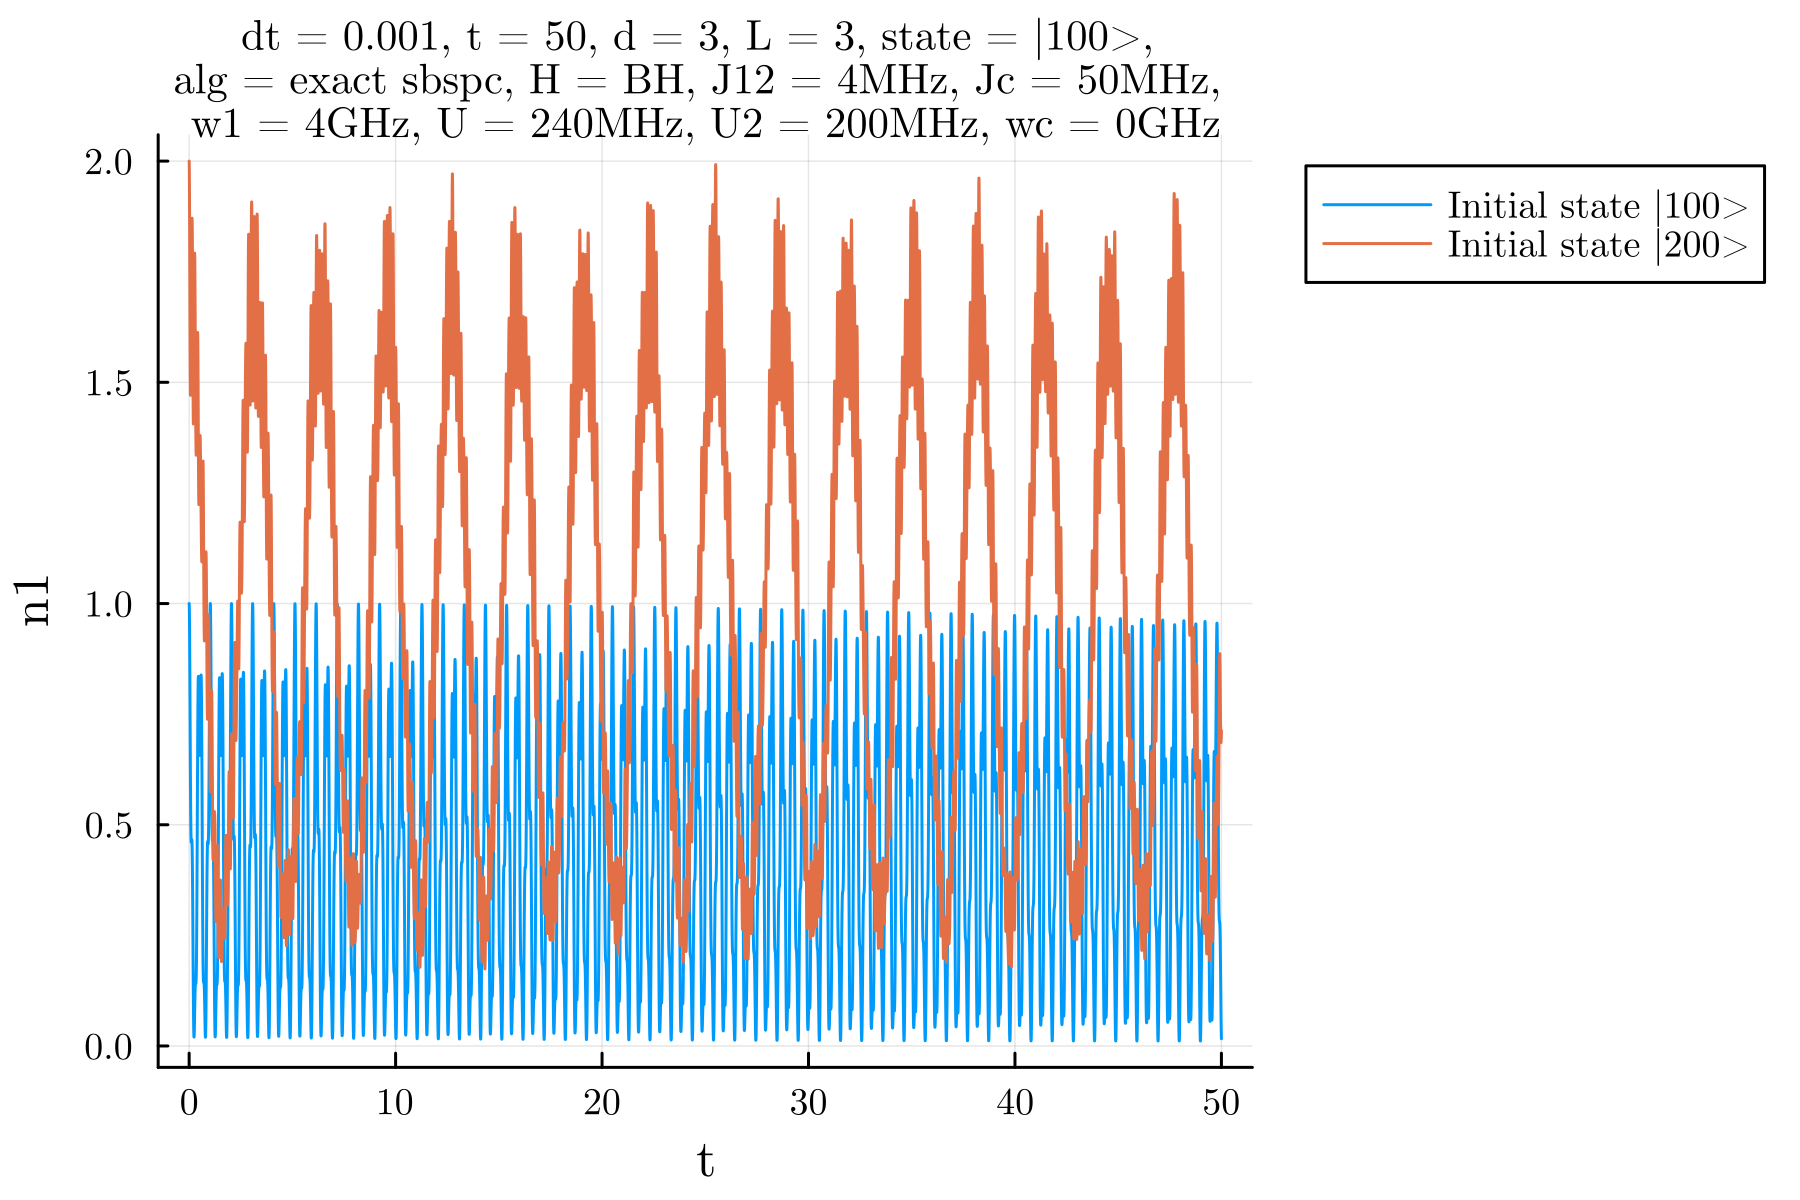 dt = 0.001, t = 50, d = 3, L = 3, state = |100>,
alg = exact sbspc, H = BH, J12 = 4MHz, Jc = 50MHz,
w1 = 4GHz, U = 240MHz, U2 = 200MHz, wc = 0GHz
Initial state |100>
Initial state |200>
2.0
1.5
1.0
0.5
0.0
n1
0 10 20 30 40 50
t